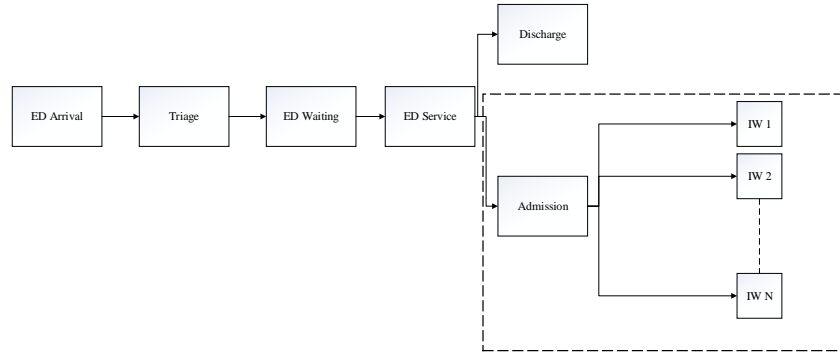 Discharge
ED Arrival
Triage
ED Waiting
ED Service
IW 1
IW 2
Admission
IW N